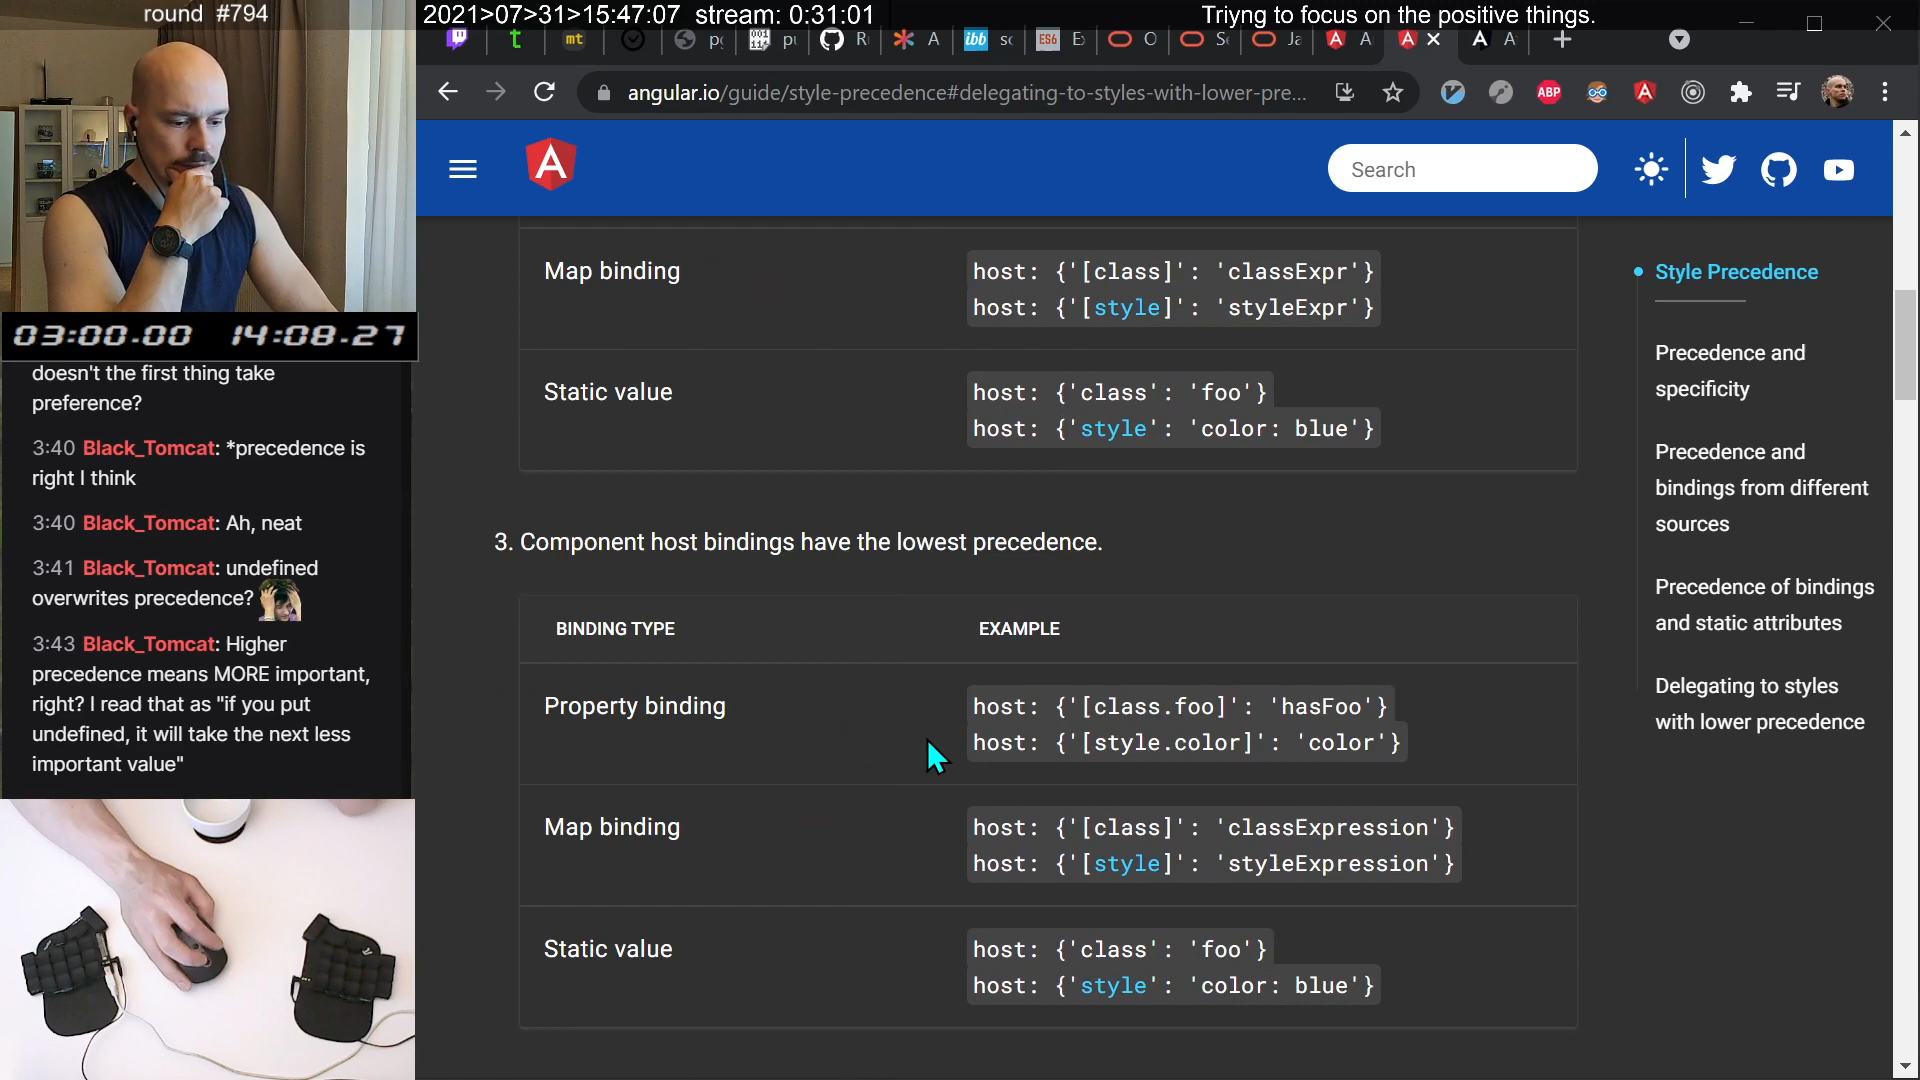 round #794
2021>07>31>15:47:07 stream: 0:31:01
Triyng to focus on the positive things.
angular.io/guide/style-precedence#delegating-to-styles-with-lower-pre...
Search
03:00.00 14:08.27
doesn't the first thing take
preference?
3:40 Black_Tomcat: *precedence is
right I think
3:40 Black_Tomcat: Ah, neat
3:41 Black_Tomcat: undefined
overwrites precedence?
3:43 Black_Tomcat: Higher
precedence means MORE important,
right? I read that as "if you put
undefined, it will take the next less
important value"
Map binding
host: {'[class]': 'classExpr'}
host: {'[style]': 'styleExpr'}
Static value
host: {'class': 'foo'}
host: {'style': 'color: blue'}
3. Component host bindings have the lowest precedence.
BINDING TYPE EXAMPLE
Property binding
host: {'[class.foo]': 'hasFoo'}
host: {'[style.color]': 'color'}
Map binding
host: {'[class]': 'classExpression'}
host: {'[style]': 'styleExpression'}
Static value
host: {'class': 'foo'}
host: {'style': 'color: blue'}
Style Precedence
Precedence and
specificity
Precedence and
bindings from different
sources
Precedence of bindings
and static attributes
Delegating to styles
with lower precedence
ABP